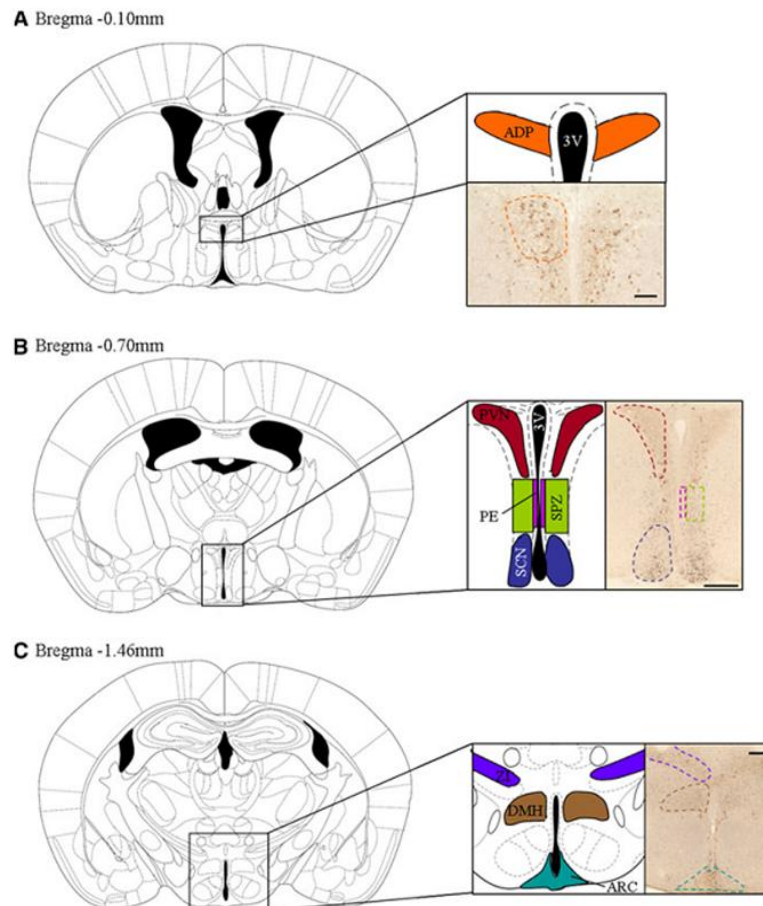 A Bregma -0.10mm
ADP
3V
B Bregma -0.70mm
PVN
3V
PE
SPZ
SCN
C Bregma -1.46mm
ZI
DMH
ARC